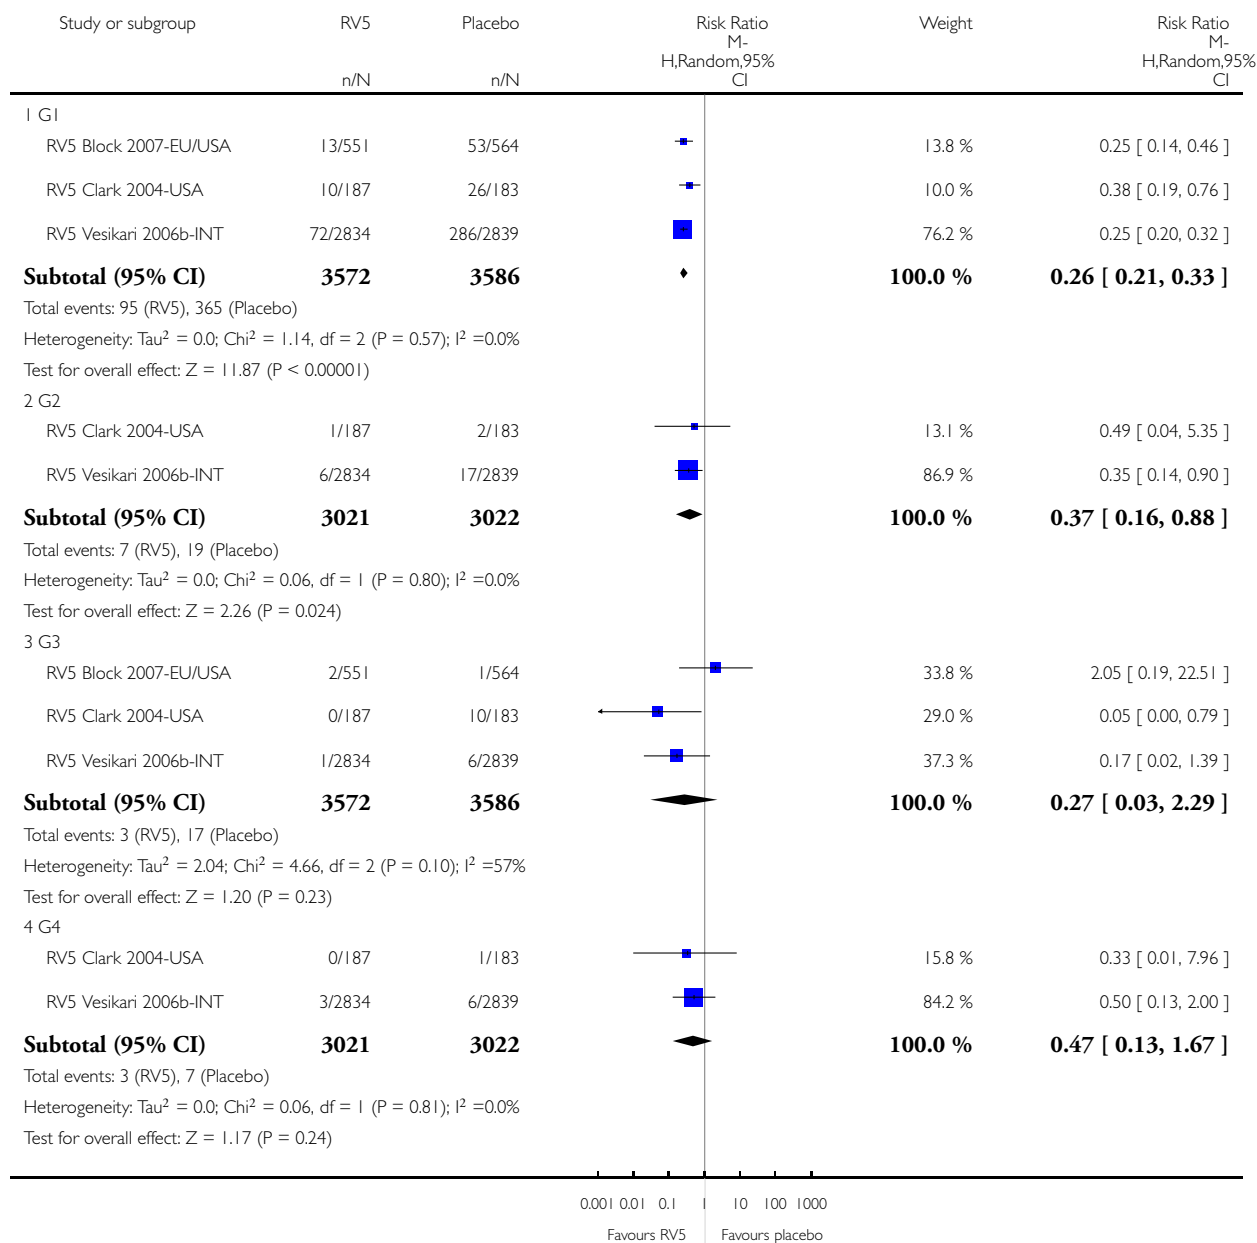 Study or subgroup RV5 Placebo Risk Ratio Weight Risk Ratio
M- M-
H,Random,95% H,Random,95%
n/N n/N CI CI
1 G1
RV5 Block 2007-EU/USA 13/551 53/564 13.8 % 0.25 [ 0.14, 0.46 ]
RV5 Clark 2004-USA 10/187 26/183 10.0 % 0.38 [ 0.19, 0.76 ]
RV5 Vesikari 2006b-INT 72/2834 286/2839 76.2 % 0.25 [ 0.20, 0.32 ]
Subtotal (95% CI) 3572 3586 100.0 % 0.26 [ 0.21, 0.33 ]
Total events: 95 (RV5), 365 (Placebo)
Heterogeneity: Tau² = 0.0; Chi² = 1.14, df = 2 (P = 0.57); I² =0.0%
Test for overall effect: Z = 11.87 (P < 0.00001)
2 G2
RV5 Clark 2004-USA 1/187 2/183 13.1 % 0.49 [ 0.04, 5.35 ]
RV5 Vesikari 2006b-INT 6/2834 17/2839 86.9 % 0.35 [ 0.14, 0.90 ]
Subtotal (95% CI) 3021 3022 100.0 % 0.37 [ 0.16, 0.88 ]
Total events: 7 (RV5), 19 (Placebo)
Heterogeneity: Tau² = 0.0; Chi² = 0.06, df = 1 (P = 0.80); I² =0.0%
Test for overall effect: Z = 2.26 (P = 0.024)
3 G3
RV5 Block 2007-EU/USA 2/551 1/564 33.8 % 2.05 [ 0.19, 22.51 ]
RV5 Clark 2004-USA 0/187 10/183 29.0 % 0.05 [ 0.00, 0.79 ]
RV5 Vesikari 2006b-INT 1/2834 6/2839 37.3 % 0.17 [ 0.02, 1.39 ]
Subtotal (95% CI) 3572 3586 100.0 % 0.27 [ 0.03, 2.29 ]
Total events: 3 (RV5), 17 (Placebo)
Heterogeneity: Tau² = 2.04; Chi² = 4.66, df = 2 (P = 0.10); I² =57%
Test for overall effect: Z = 1.20 (P = 0.23)
4 G4
RV5 Clark 2004-USA 0/187 1/183 15.8 % 0.33 [ 0.01, 7.96 ]
RV5 Vesikari 2006b-INT 3/2834 6/2839 84.2 % 0.50 [ 0.13, 2.00 ]
Subtotal (95% CI) 3021 3022 100.0 % 0.47 [ 0.13, 1.67 ]
Total events: 3 (RV5), 7 (Placebo)
Heterogeneity: Tau² = 0.0; Chi² = 0.06, df = 1 (P = 0.81); I² =0.0%
Test for overall effect: Z = 1.17 (P = 0.24)
0.001 0.01 0.1 1 10 100 1000
Favours RV5 Favours placebo